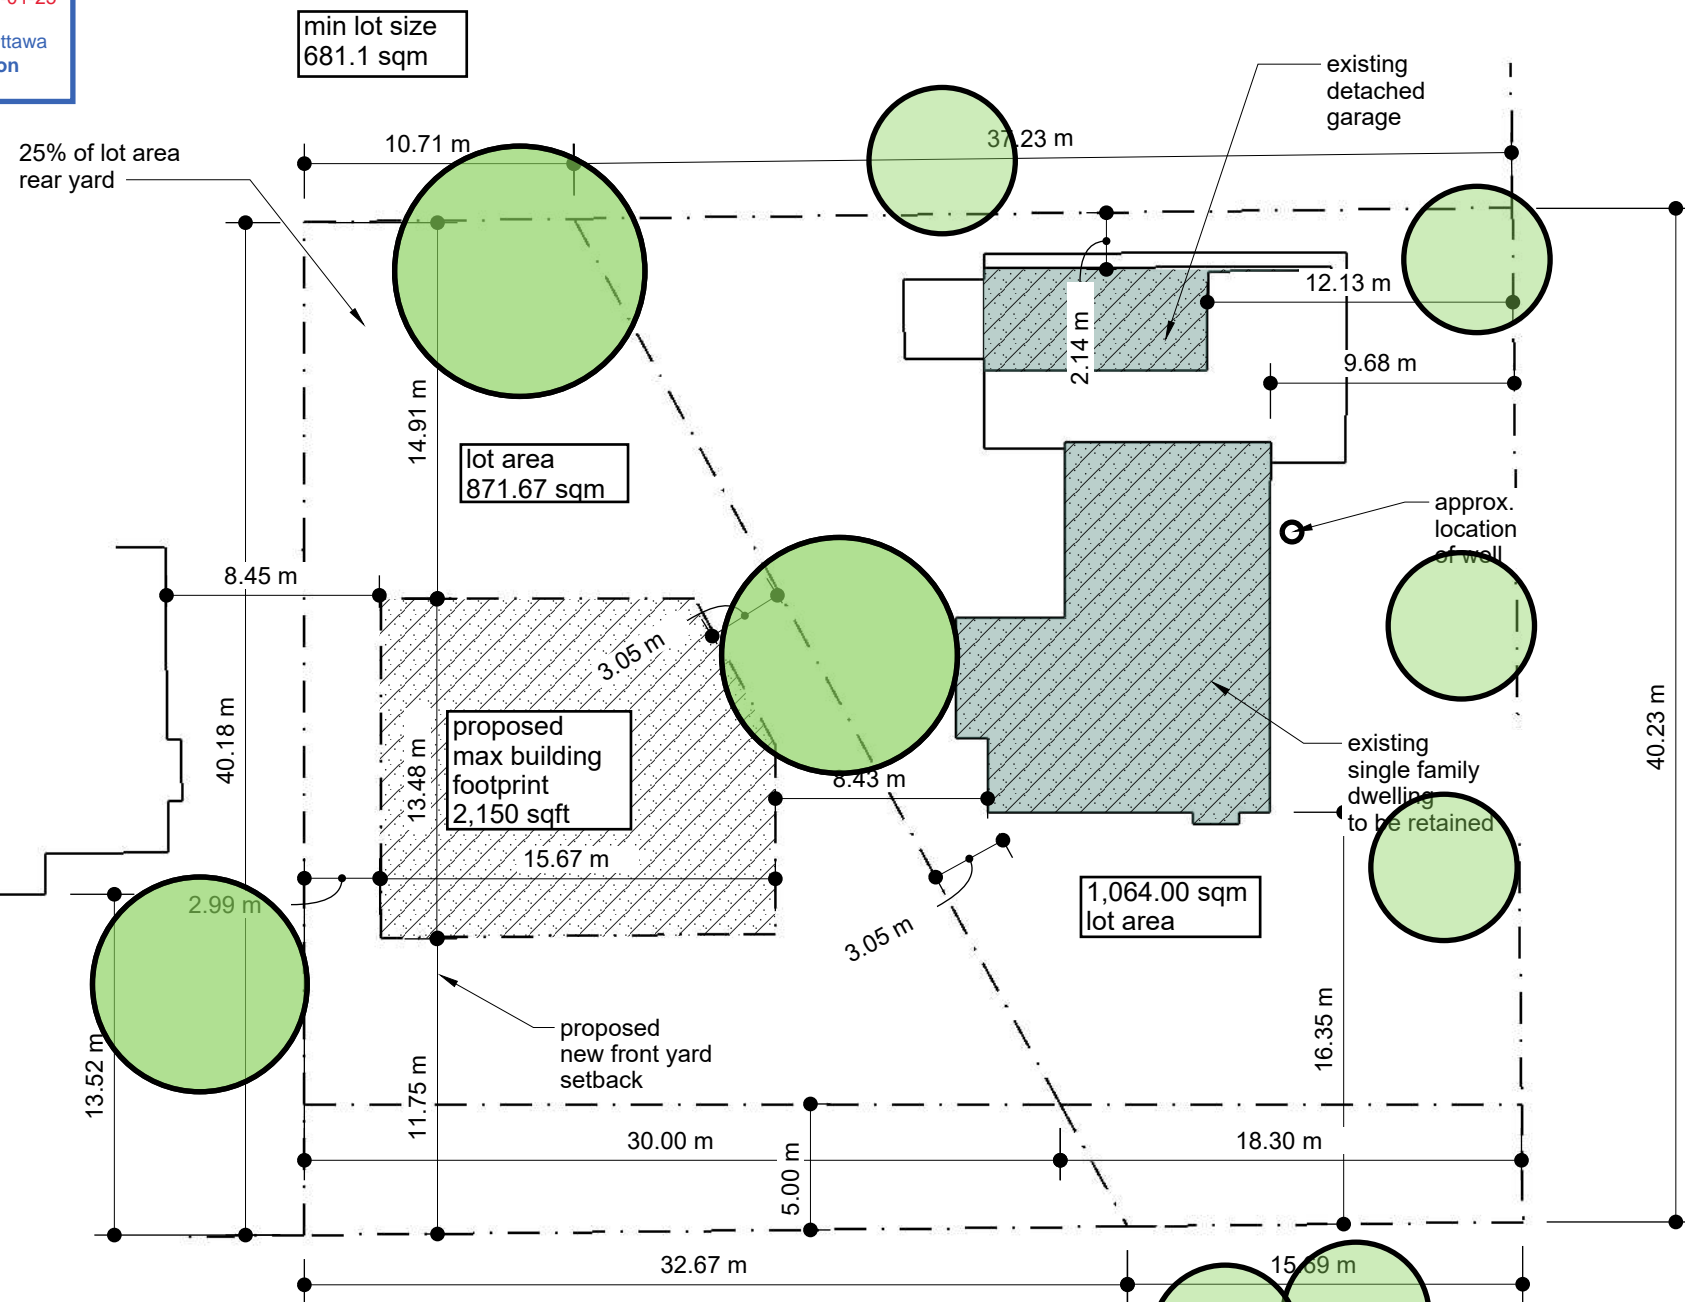 01-23
ttawa
on
min lot size
681.1 sqm
existing
detached
garage
10.71 m
37.23 m
25% of lot area
rear yard
12.13 m
2.14 m
9.68 m
14.91 m
lot area
871.67 sqm
approx.
location
of well
8.45 m
3.05 m
40.18 m
40.23 m
proposed
max building
footprint
2,150 sqft
13.48 m
existing
single family
dwelling
to be retained
8.43 m
15.67 m
2.99 m
1,064.00 sqm
lot area
3.05 m
16.35 m
proposed
new front yard
setback
13.52 m
11.75 m
30.00 m
18.30 m
5.00 m
32.67 m
15.69 m